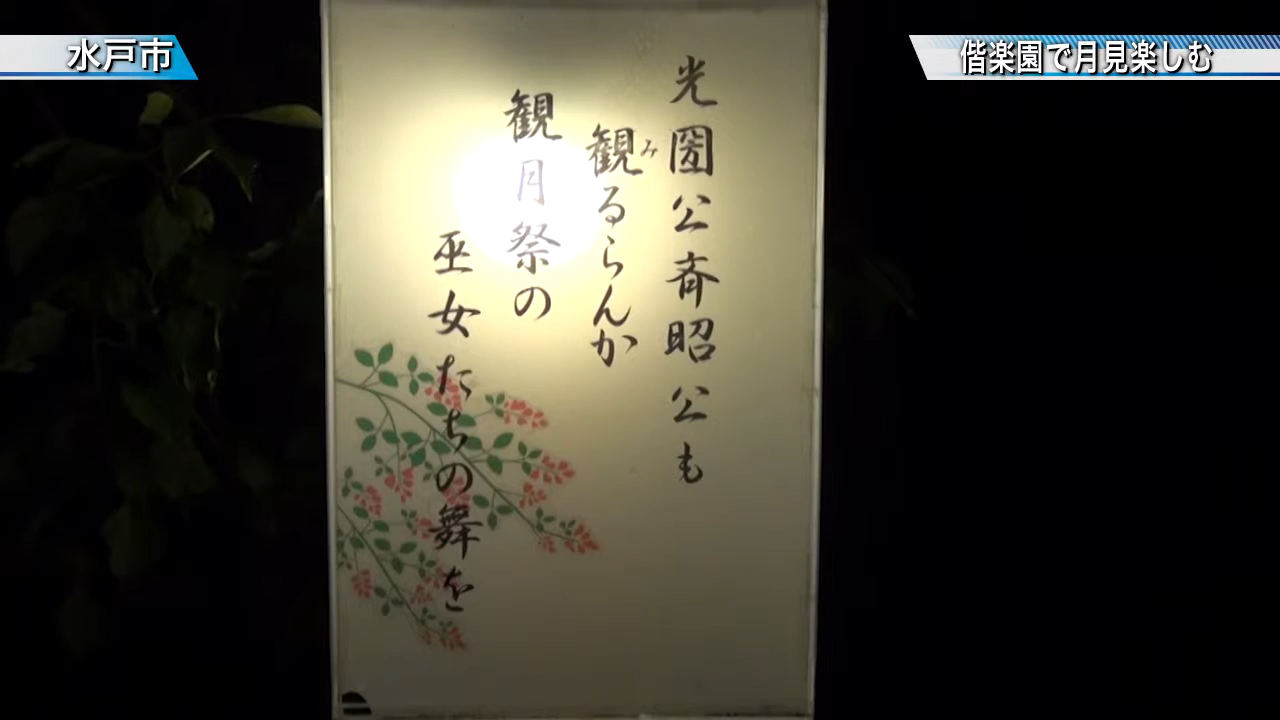 水戸市
偕楽園で月見楽しむ
光圀公斉昭公も
観るらんか
み
観月祭の
巫女たちの舞を